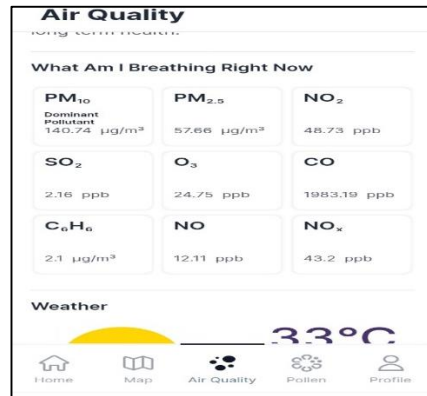 Air Quality
long term health.
What Am I Breathing Right Now
PM₁₀
Dominant
Pollutant
140.74 µg/m³
PM₂.₅
57.66 µg/m³
NO₂
48.73 ppb
SO₂
2.16 ppb
O₃
24.75 ppb
CO
1983.19 ppb
C₆H₆
2.1 µg/m³
NO
12.11 ppb
NOₓ
43.2 ppb
Weather
33°C
Home
Map
Air Quality
Pollen
Profile